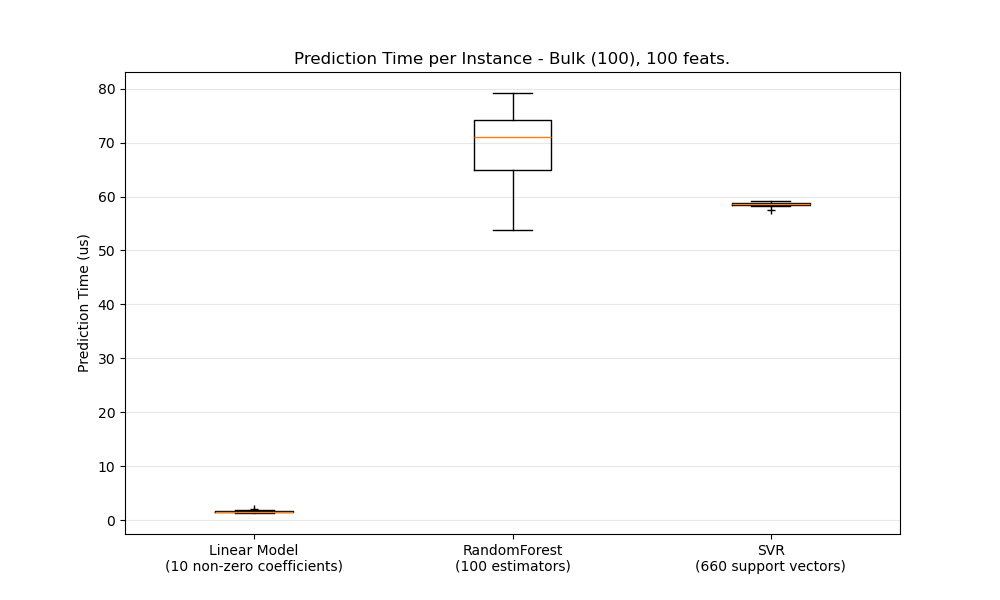 Prediction Time per Instance - Bulk (100), 100 feats.
Prediction Time (us)
80
70
60
50
40
30
20
10
0
Linear Model
(10 non-zero coefficients)
RandomForest
(100 estimators)
SVR
(660 support vectors)